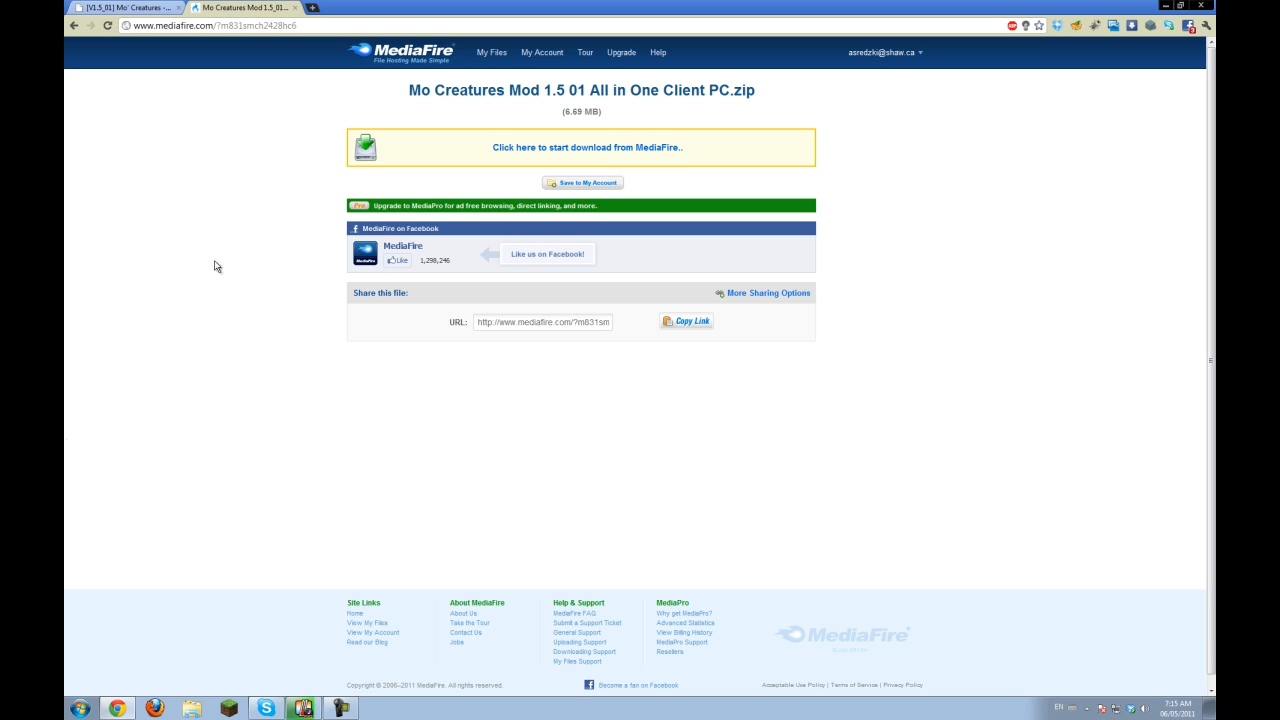 [V1.5_01] Mo' Creatures -...
Mo Creatures Mod 1.5_01...
www.mediafire.com/?m831smch2428hc6
MediaFire
File Hosting Made Simple
My Files
My Account
Tour
Upgrade
Help
asredzki@shaw.ca
Mo Creatures Mod 1.5 01 All in One Client PC.zip
(6.69 MB)
Click here to start download from MediaFire..
Save to My Account
Pro
Upgrade to MediaPro for ad free browsing, direct linking, and more.
MediaFire on Facebook
MediaFire
Like
1,298,246
Like us on Facebook!
Share this file:
More Sharing Options
URL:
http://www.mediafire.com/?m831sm
Copy Link
Site Links
Home
View My Files
View My Account
Read our Blog
About MediaFire
About Us
Take the Tour
Contact Us
Jobs
Help & Support
MediaFire FAQ
Submit a Support Ticket
General Support
Uploading Support
Downloading Support
My Files Support
MediaPro
Why get MediaPro?
Advanced Statistics
View Billing History
MediaPro Support
Resellers
MediaFire
Copyright © 2006-2011 MediaFire. All rights reserved.
Become a fan on Facebook
Acceptable Use Policy | Terms of Service | Privacy Policy
EN
7:15 AM
06/05/2011